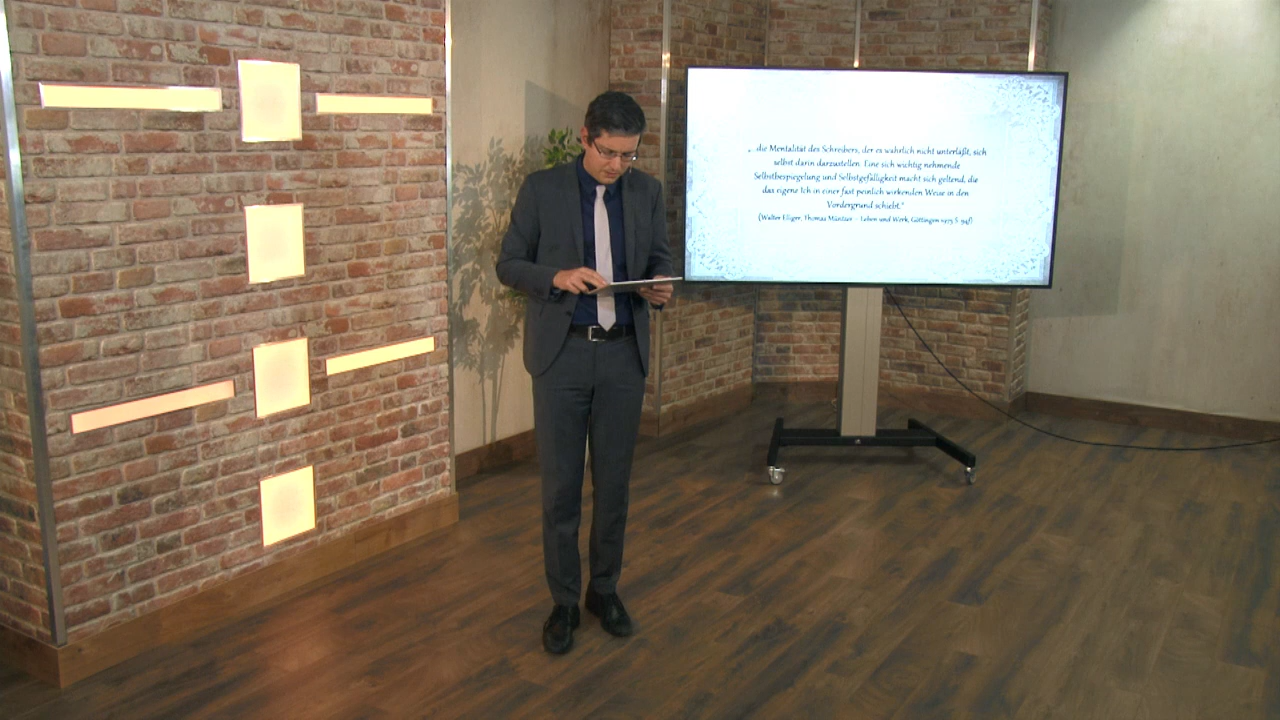 „...die Mentalität des Schreibers, der es wahrlich nicht unterläßt, sich
selbst darin darzustellen. Eine sich wichtig nehmende
Selbstbespiegelung und Selbstgefälligkeit macht sich geltend, die
das eigene Ich in einer fast peinlich wirkenden Weise in den
Vordergrund schiebt."
(Walter Elliger, Thomas Müntzer - Leben und Werk, Göttingen 1975 S. 94f)